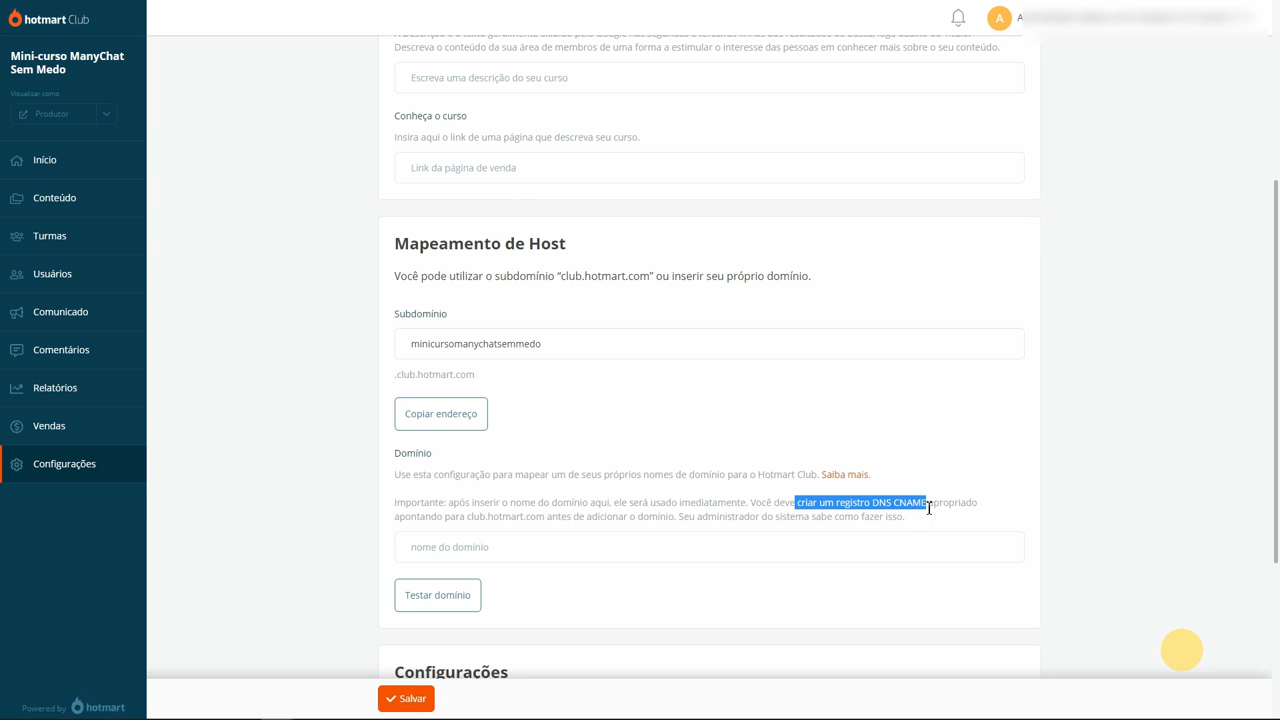 hotmart Club
Mini-curso ManyChat
Sem Medo
Visualizar como
Produtor
Início
Conteúdo
Turmas
Usuários
Comunicado
Comentários
Relatórios
Vendas
Configurações
Powered by hotmart
A
A
Descreva o conteúdo da sua área de membros de uma forma a estimular o interesse das pessoas em conhecer mais sobre o seu conteúdo.
Escreva uma descrição do seu curso
Conheça o curso
Insira aqui o link de uma página que descreva seu curso.
Link da página de venda
Mapeamento de Host
Você pode utilizar o subdomínio “club.hotmart.com” ou inserir seu próprio domínio.
Subdomínio
minicursomanychatsemmedo
.club.hotmart.com
Copiar endereço
Domínio
Use esta configuração para mapear um de seus próprios nomes de domínio para o Hotmart Club. Saiba mais.
Importante: após inserir o nome do domínio aqui, ele será usado imediatamente. Você deve criar um registro DNS CNAME apropriado
apontando para club.hotmart.com antes de adicionar o domínio. Seu administrador do sistema sabe como fazer isso.
nome do domínio
Testar domínio
Configurações
Salvar